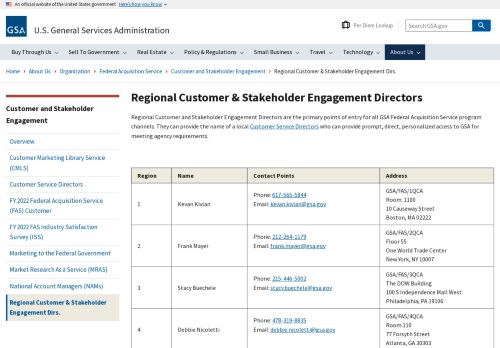 An official website of the United States government Here's how you know
GSA
U.S. General Services Administration
Per Diem Lookup
Search GSA.gov
Buy Through Us Sell To Government Real Estate Policy & Regulations Small Business Travel Technology About Us
Home › About Us › Organization › Federal Acquisition Service › Customer and Stakeholder Engagement › Regional Customer & Stakeholder Engagement Dirs.
Customer and Stakeholder
Engagement
Overview
Customer Marketing Library Service
(CMLS)
Customer Service Directors
FY 2022 Federal Acquisition Service
(FAS) Customer
FY 2022 FAS Industry Satisfaction
Survey (ISS)
Marketing to the Federal Government
Market Research As a Service (MRAS)
National Account Managers (NAMs)
Regional Customer & Stakeholder
Engagement Dirs.
Regional Customer & Stakeholder Engagement Directors
Regional Customer and Stakeholder Engagement Directors are the primary points of entry for all GSA Federal Acquisition Service program
channels. They can provide the name of a local Customer Service Directors who can provide prompt, direct, personalized access to GSA for
meeting agency requirements.
Region Name Contact Points Address
1 Kevan Kivlan
Phone: 617-565-5844
Email: kevan.kivlan@gsa.gov
GSA/FAS/1QCA
Room: 1100
10 Causeway Street
Boston, MA 02222
2 Frank Mayer
Phone: 212-264-1179
Email: frank.mayer@gsa.gov
GSA/FAS/2QCA
Floor 55
One World Trade Center
New York, NY 10007
3 Stacy Buechele
Phone: 215-446-5002
Email: stacy.buechele@gsa.gov
GSA/FAS/3QCA
The DOW Building
100 S Independence Mall West
Philadelphia, PA 19106
4 Debbie Nicoletti
Phone: 478-319-8835
Email: debbie.nicoletti@gsa.gov
GSA/FAS/4QCA
Room 110
77 Forsyth Street
Atlanta, GA 30303